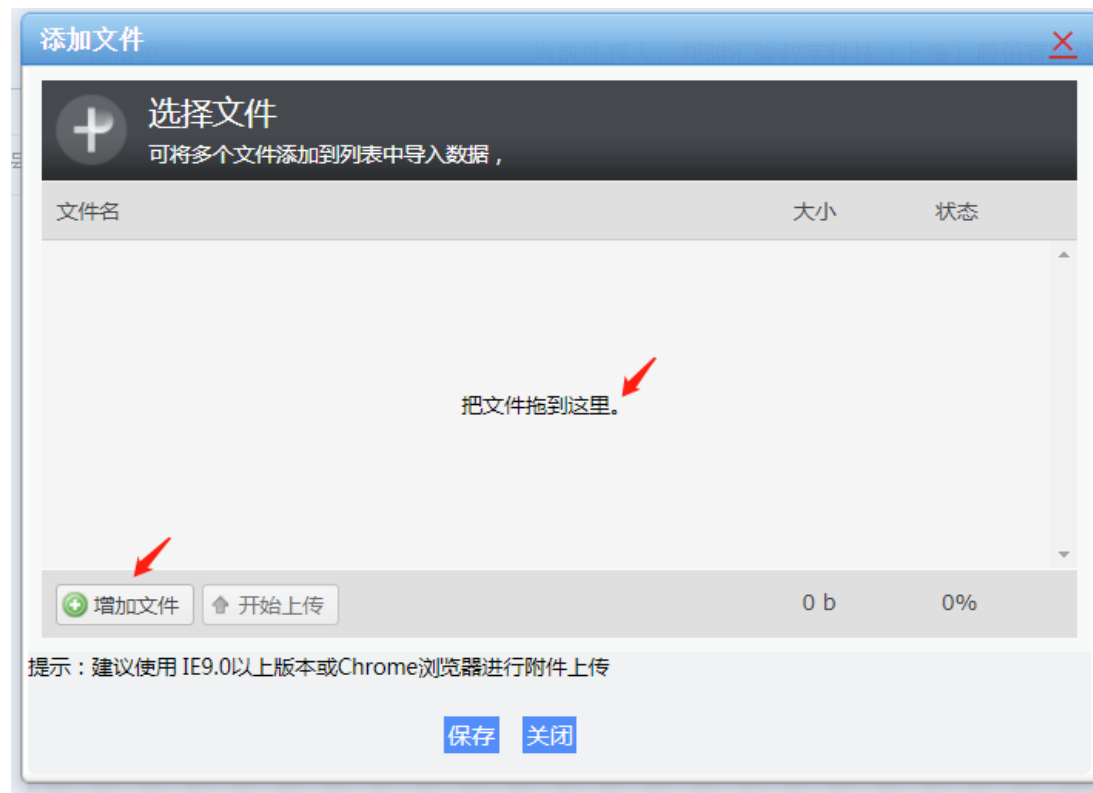 添加文件
选择文件
可将多个文件添加到列表中导入数据，
文件名 大小 状态
把文件拖到这里。
增加文件 开始上传 0 b 0%
提示：建议使用 IE9.0以上版本或Chrome浏览器进行附件上传
保存 关闭